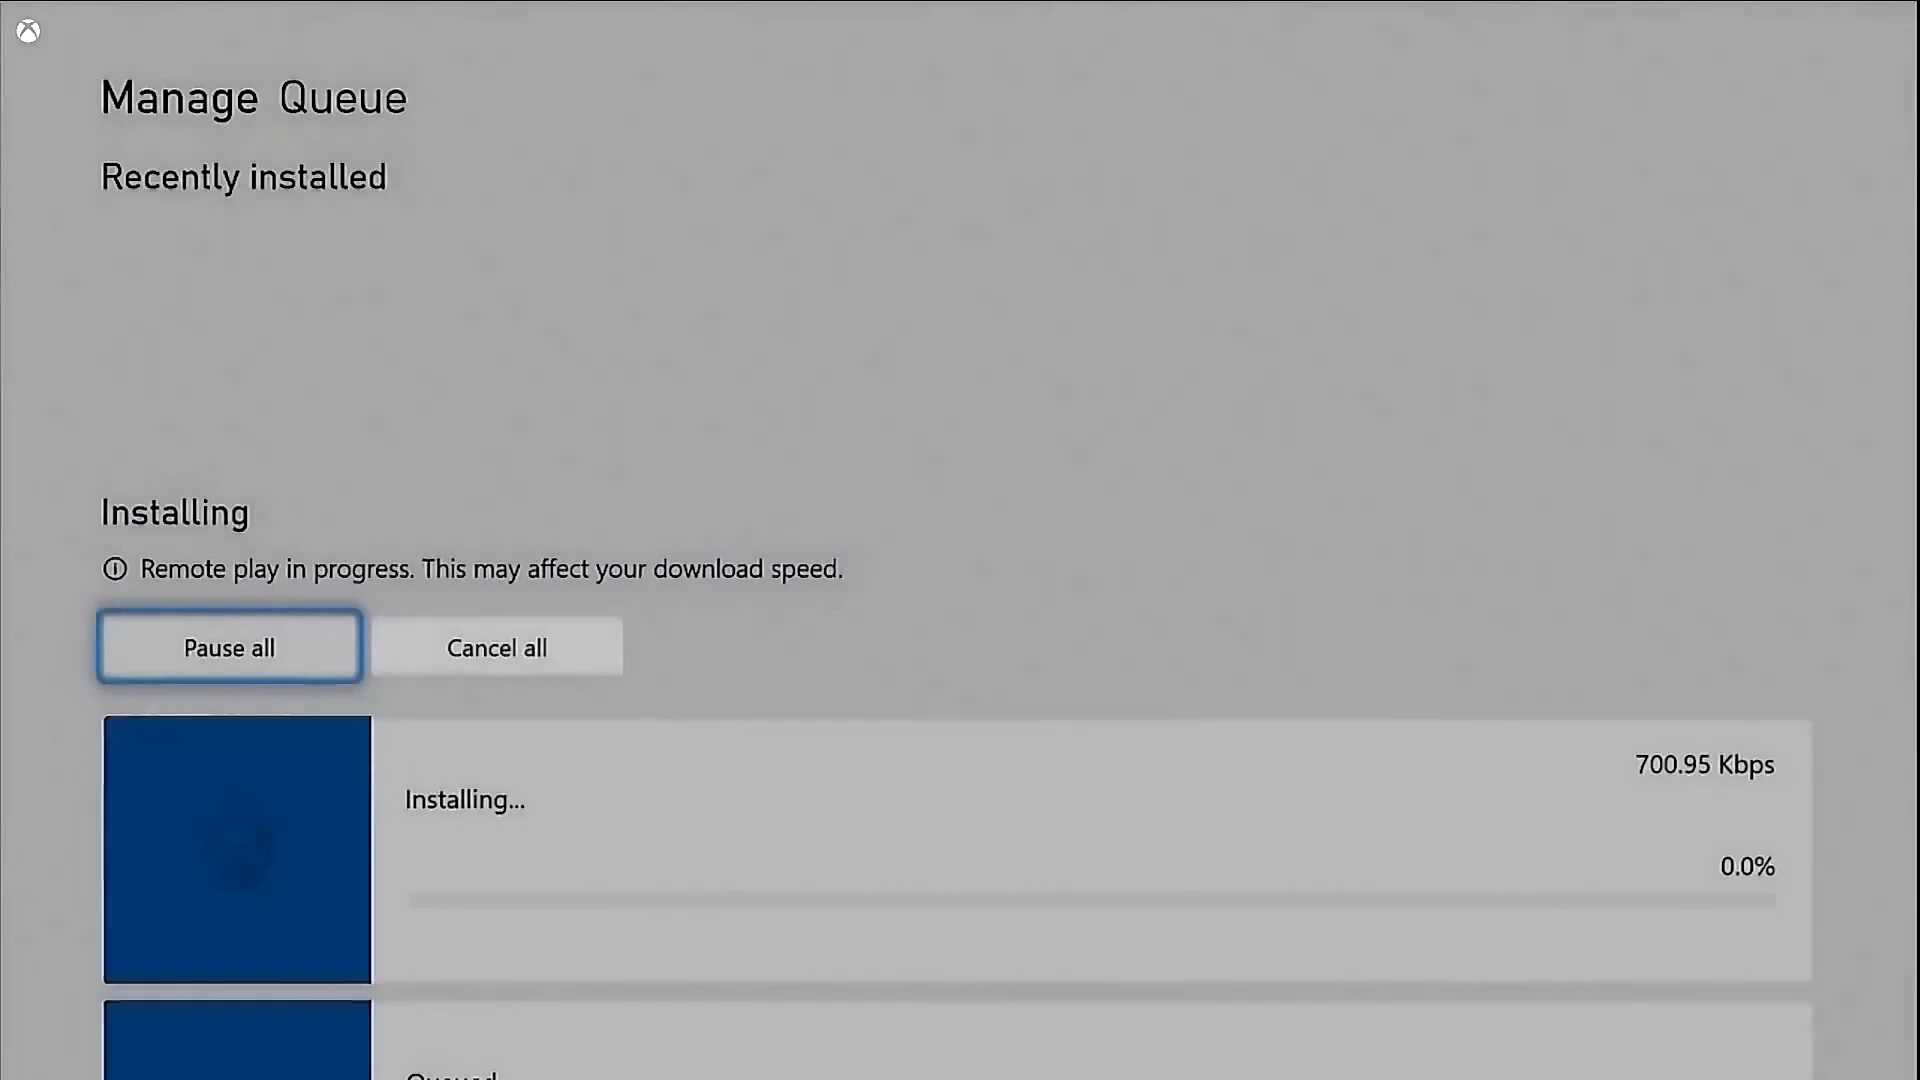 Manage Queue
Recently installed
Installing
Remote play in progress. This may affect your download speed.
Pause all
Cancel all
700.95 Kbps
Installing...
0.0%